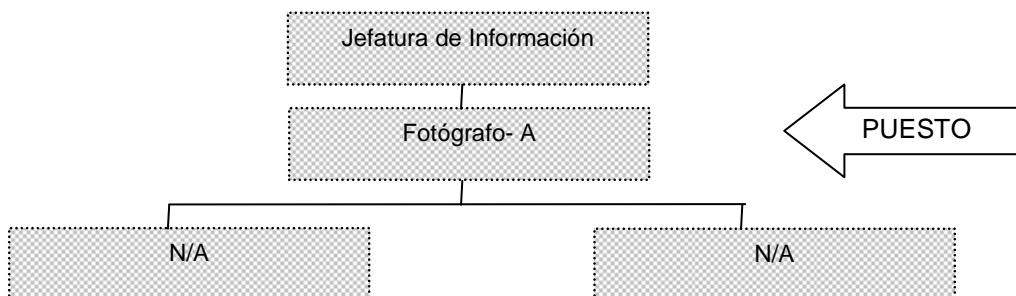 Jefatura de Información
Fotógrafo- A
PUESTO
N/A
N/A